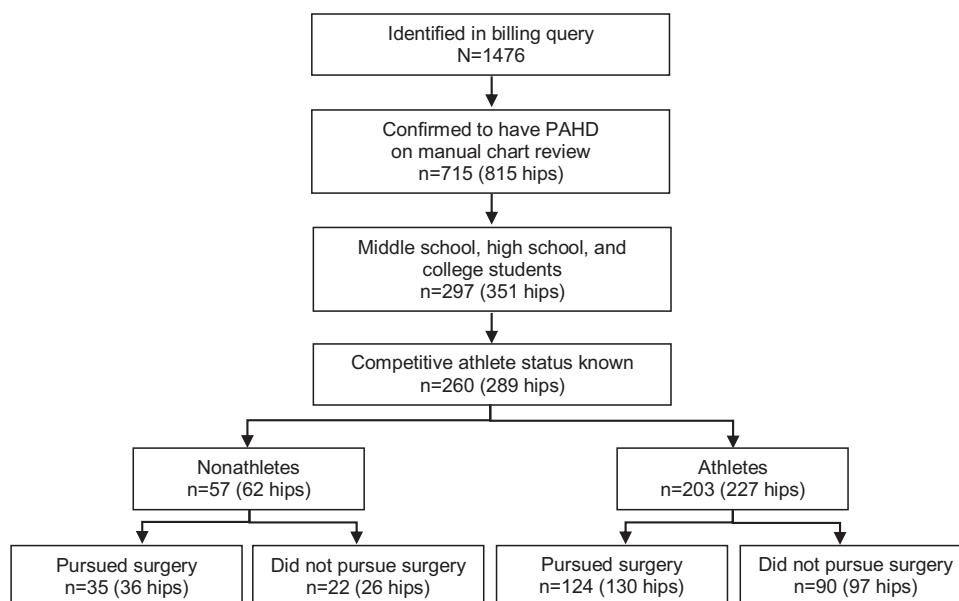 Identified in billing query
N=1476
Confirmed to have PAHD
on manual chart review
n=715 (815 hips)
Middle school, high school, and
college students
n=297 (351 hips)
Competitive athlete status known
n=260 (289 hips)
Nonathletes
n=57 (62 hips)
Athletes
n=203 (227 hips)
Pursued surgery
n=35 (36 hips)
Did not pursue surgery
n=22 (26 hips)
Pursued surgery
n=124 (130 hips)
Did not pursue surgery
n=90 (97 hips)